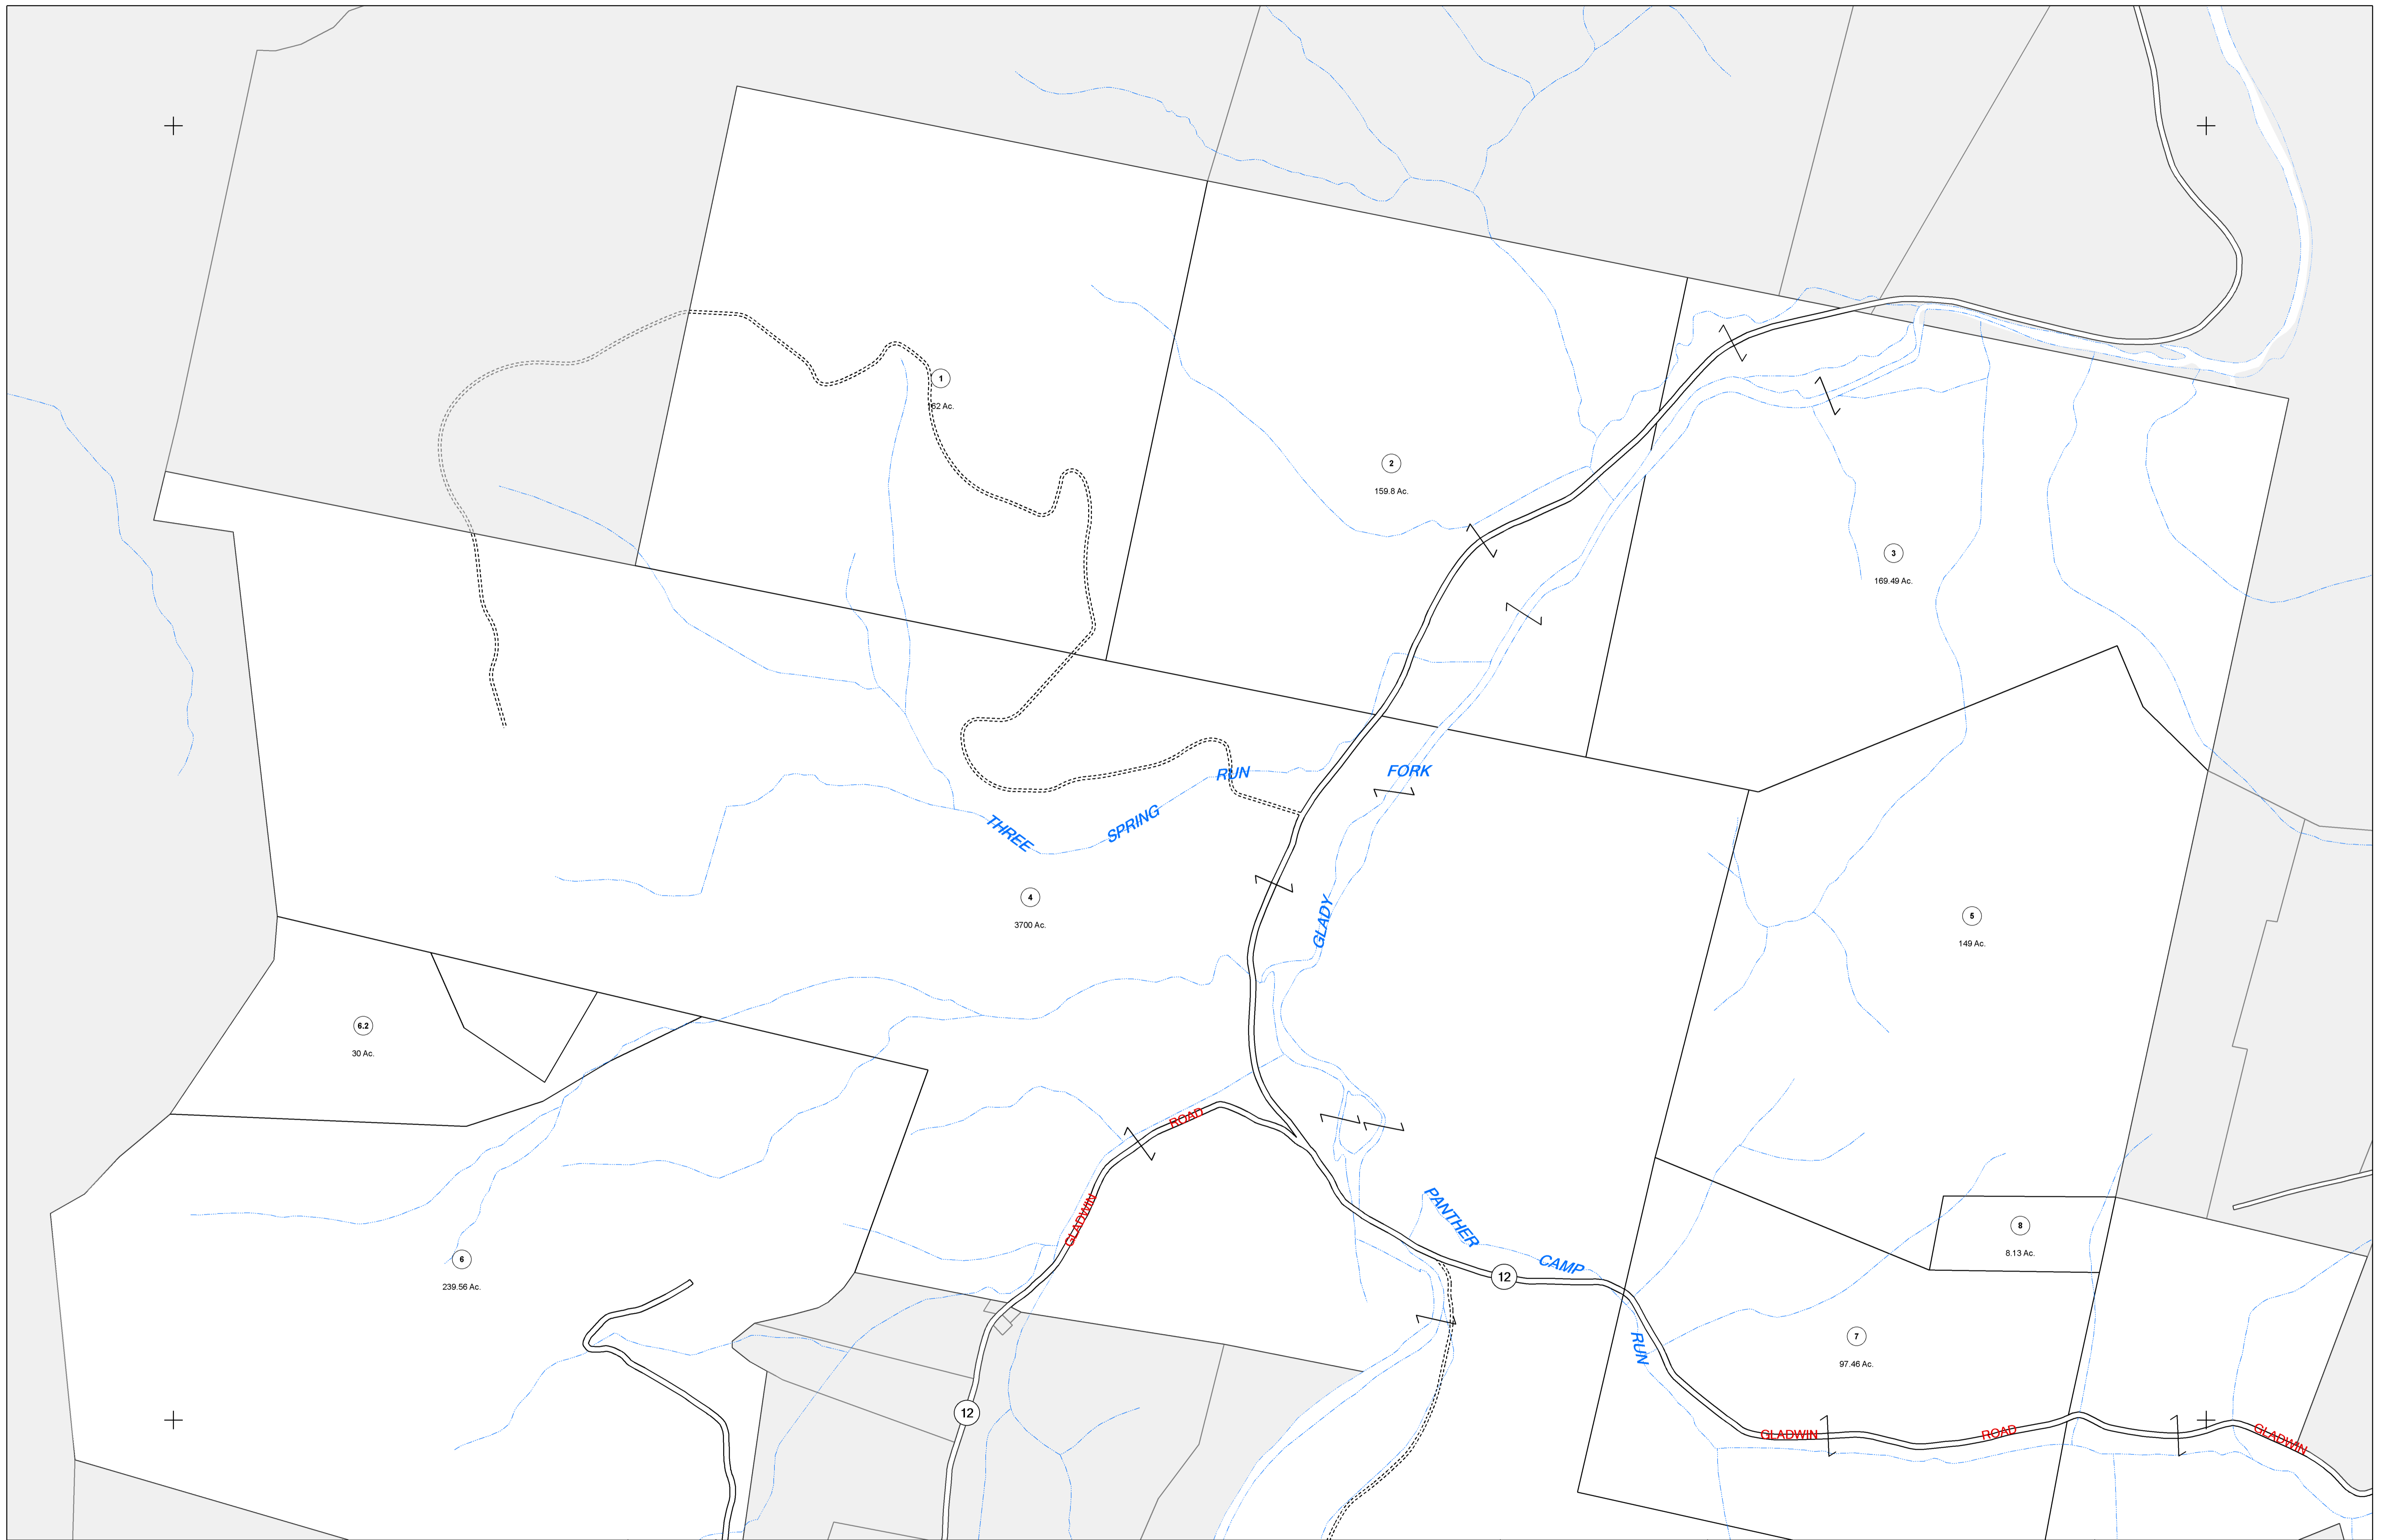 1
162 Ac.
2
159.8 Ac.
3
169.49 Ac.
RUN
FORK
THREE
SPRING
4
3700 Ac.
GLADY
5
149 Ac.
6.2
30 Ac.
ROAD
GLADWIN
PANTHER
CAMP
12
RUN
8
8.13 Ac.
6
239.56 Ac.
7
97.46 Ac.
12
GLADWIN
ROAD
GLADWIN